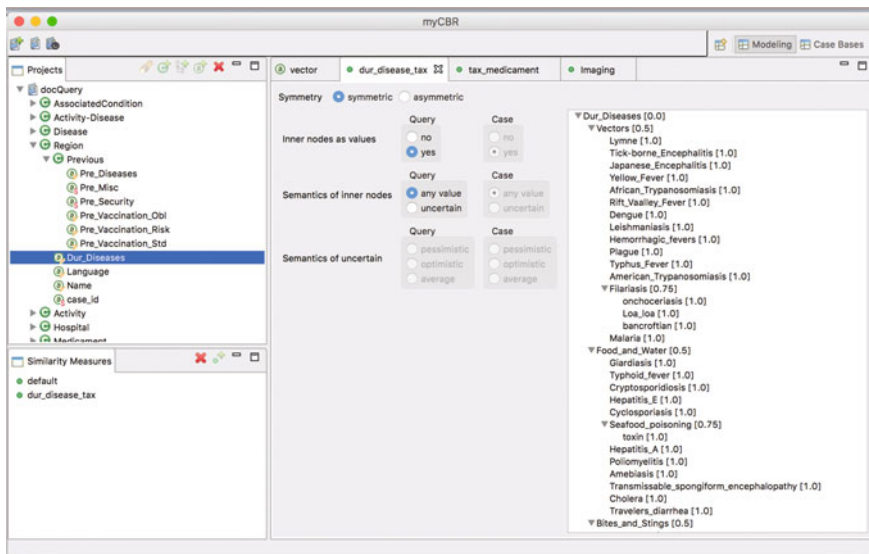 myCBR
Modeling
Case Bases
Projects
docQuery
AssociatedCondition
Activity-Disease
Disease
Region
Previous
Pre_Diseases
Pre_Misc
Pre_Security
Pre_Vaccination_Obl
Pre_Vaccination_Risk
Pre_Vaccination_Std
Dur_Diseases
Language
Name
case_id
Activity
Hospital
Medicament
Similarity Measures
default
dur_disease_tax
vector
dur_disease_tax
tax_medicament
Imaging
Symmetry symmetric asymmetric
Query Case
Inner nodes as values no no
yes yes
Query Case
Semantics of inner nodes any value any value
uncertain uncertain
Query Case
pessimistic pessimistic
Semantics of uncertain optimistic optimistic
average average
Dur_Diseases [0.0]
Vectors [0.5]
Lymne [1.0]
Tick-borne_Encephalitis [1.0]
Japanese_Encephalitis [1.0]
Yellow_Fever [1.0]
African_Trypanosomiasis [1.0]
Rift_Vaalley_Fever [1.0]
Dengue [1.0]
Leishmaniasis [1.0]
Hemorrhagic_fevers [1.0]
Plague [1.0]
Typhus_Fever [1.0]
American_Trypanosomiasis [1.0]
Filariasis [0.75]
onchoceriasis [1.0]
Loa_loa [1.0]
bancroftian [1.0]
Malaria [1.0]
Food_and_Water [0.5]
Giardiasis [1.0]
Typhoid_fever [1.0]
Cryptosporidiosis [1.0]
Hepatitis_E [1.0]
Cyclosporiasis [1.0]
Seafood_poisoning [0.75]
toxin [1.0]
Hepatitis_A [1.0]
Poliomyelitis [1.0]
Amebiasis [1.0]
Transmissable_spongiform_encephalopathy [1.0]
Cholera [1.0]
Travelers_diarrhea [1.0]
Bites_and_Stings [0.5]